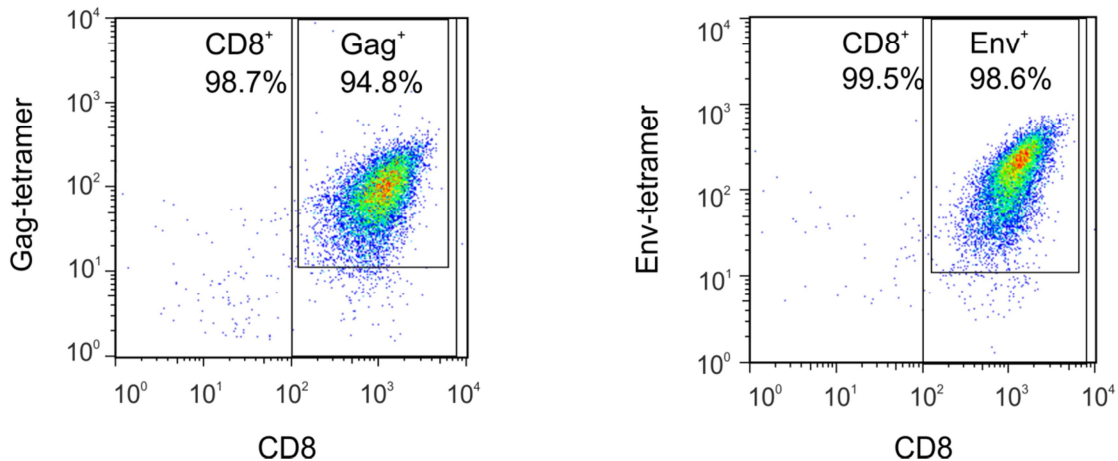 10⁴
CD8⁺ Gag⁺
98.7% 94.8%
10³
Gag-tetramer
10²
10¹
10⁰
10⁰ 10¹ 10² 10³ 10⁴
CD8
10⁴
CD8⁺ Env⁺
99.5% 98.6%
10³
Env-tetramer
10²
10¹
10⁰
10⁰ 10¹ 10² 10³ 10⁴
CD8